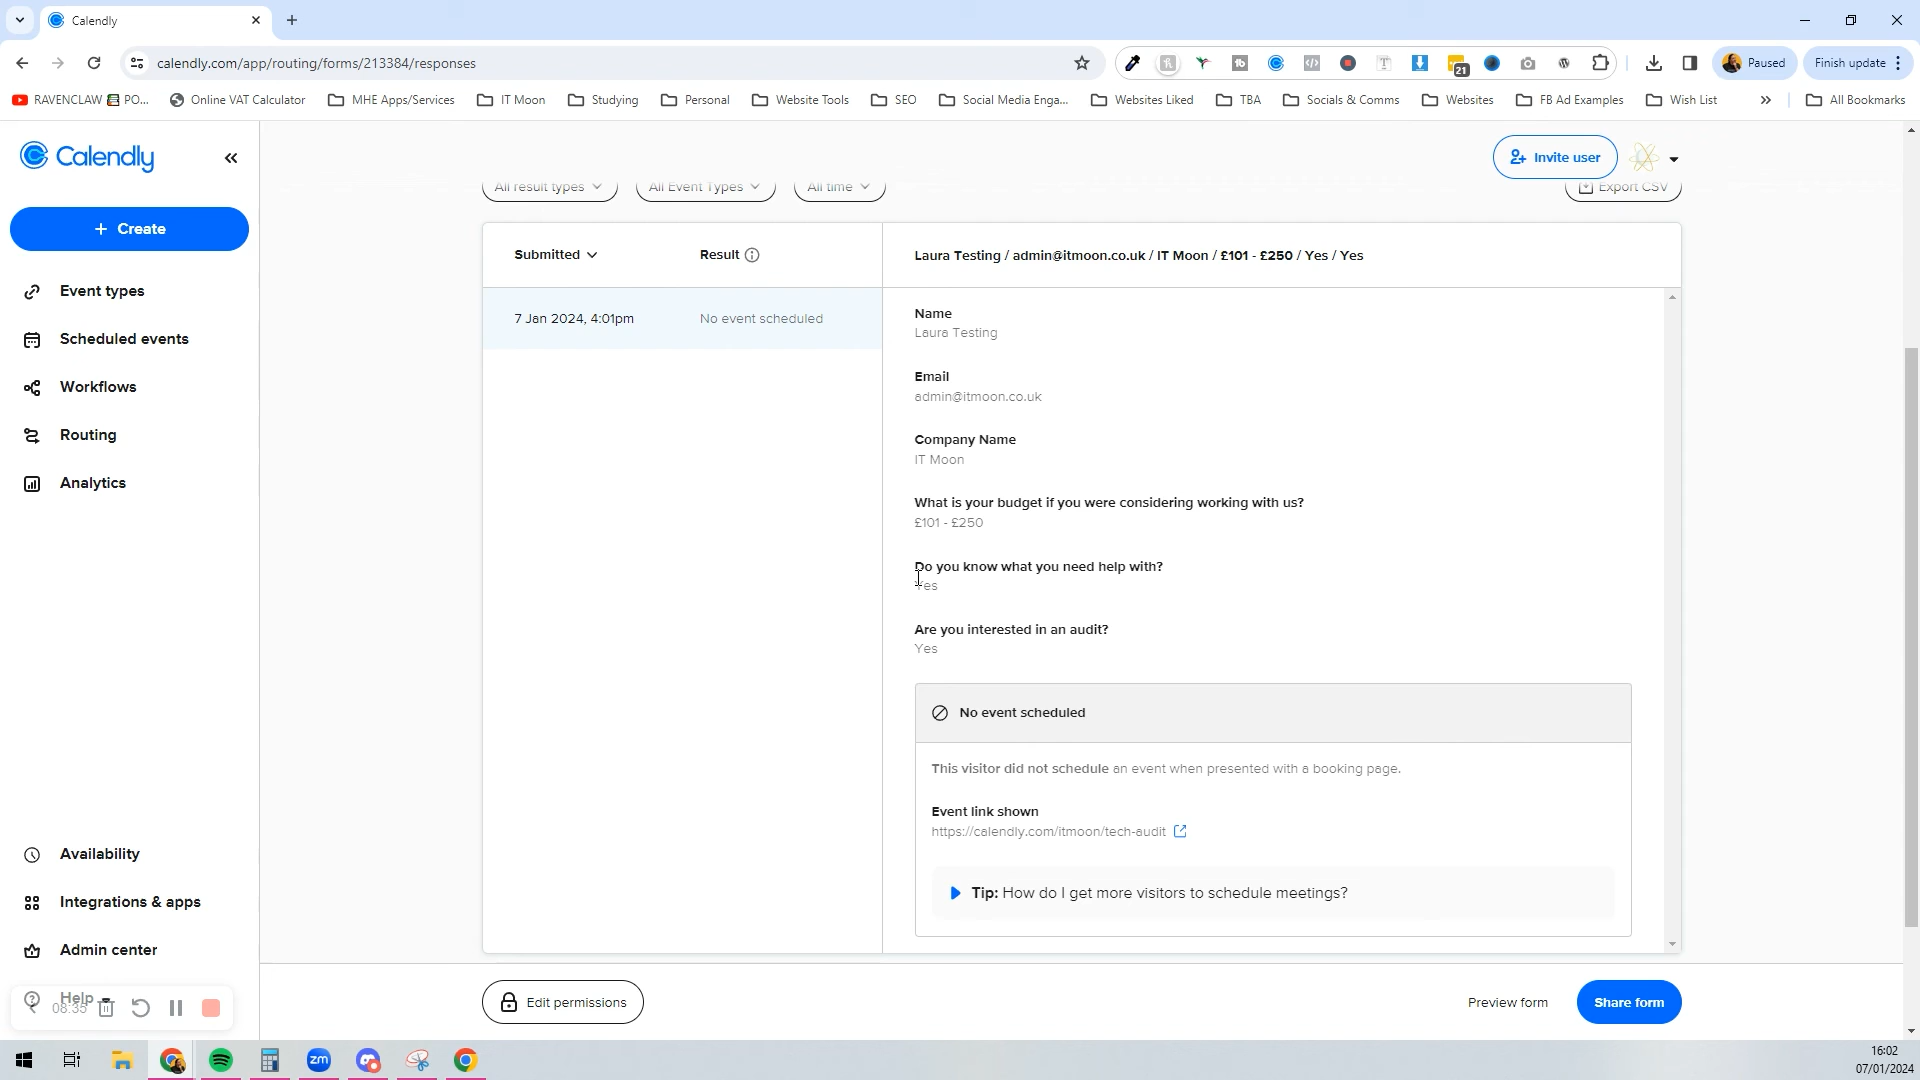 Calendly
calendly.com/app/routing/forms/213384/responses
21
Paused
Finish update
RAVENCLAW PO...
Online VAT Calculator
MHE Apps/Services
IT Moon
Studying
Personal
Website Tools
SEO
Social Media Enga...
Websites Liked
TBA
Socials & Comms
Websites
FB Ad Examples
Wish List
»
All Bookmarks
Calendly
Invite user
+ Create
All result types
All Event Types
All time
Export CSV
Event types
Scheduled events
Workflows
Routing
Analytics
Availability
Integrations & apps
Admin center
Help
08:35
Submitted
Result
Laura Testing / admin@itmoon.co.uk / IT Moon / £101 - £250 / Yes / Yes
7 Jan 2024, 4:01pm
No event scheduled
Name
Laura Testing
Email
admin@itmoon.co.uk
Company Name
IT Moon
What is your budget if you were considering working with us?
£101 - £250
Do you know what you need help with?
Yes
Are you interested in an audit?
Yes
No event scheduled
This visitor did not schedule an event when presented with a booking page.
Event link shown
https://calendly.com/itmoon/tech-audit
Tip: How do I get more visitors to schedule meetings?
Edit permissions
Preview form
Share form
zm
16:02
07/01/2024